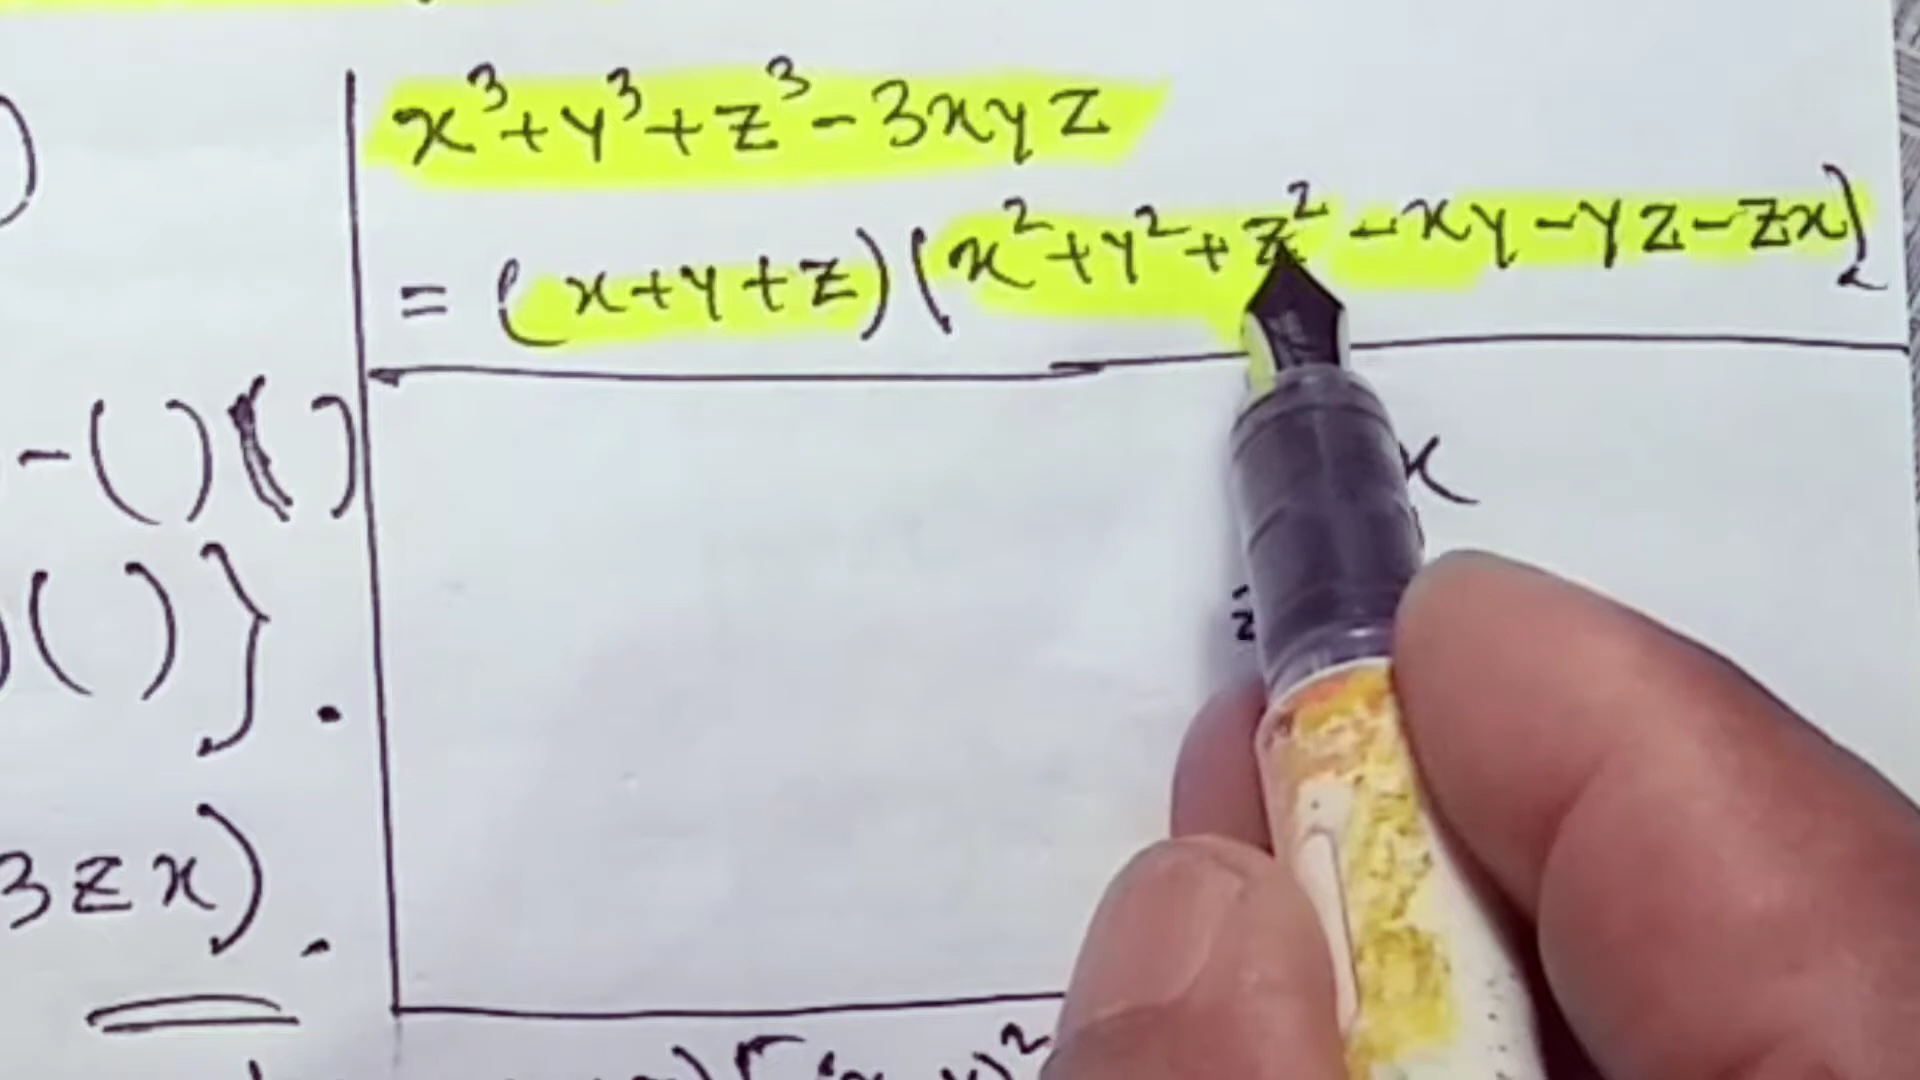 x³+y³+z³-3xyz
= (x+y+z)(x²+y²+z²-xy-yz-zx)
-()()
()}.
3zx).
x